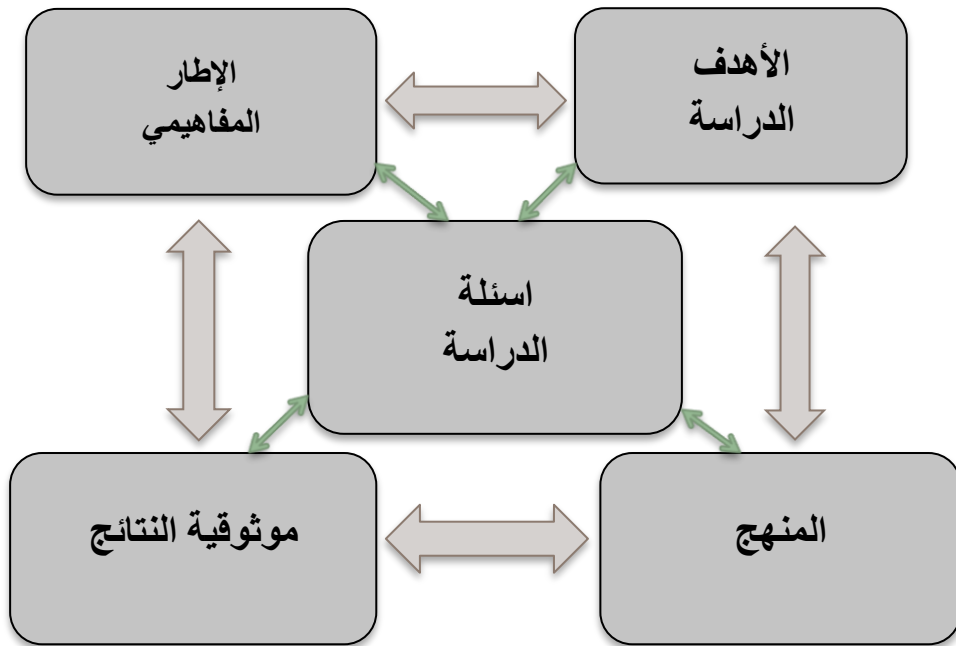 الأهدف
الدراسة
الإطار
المفاهيمي
اسئلة
الدراسة
المنهج
موثوقية النتائج